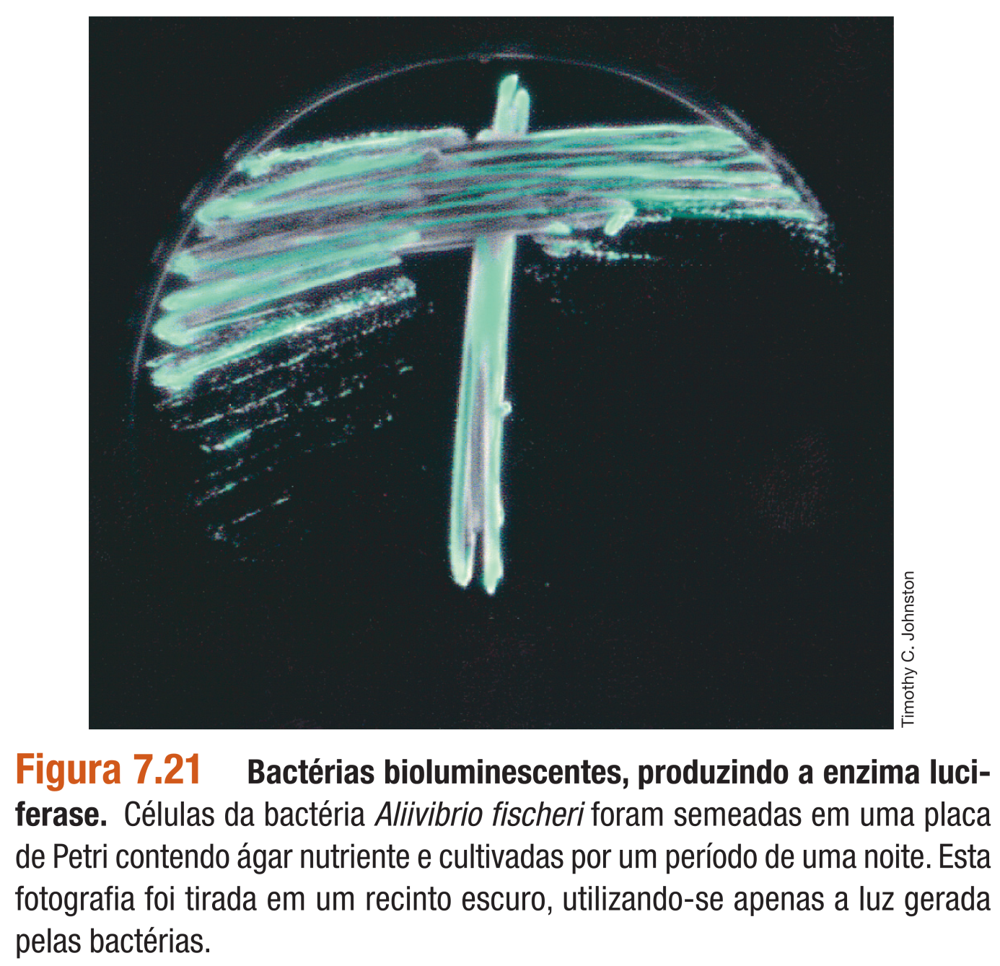 Timothy C. Johnston
Figura 7.21 Bactérias bioluminescentes, produzindo a enzima luci-
ferase. Células da bactéria Aliivibrio fischeri foram semeadas em uma placa
de Petri contendo ágar nutriente e cultivadas por um período de uma noite. Esta
fotografia foi tirada em um recinto escuro, utilizando-se apenas a luz gerada
pelas bactérias.